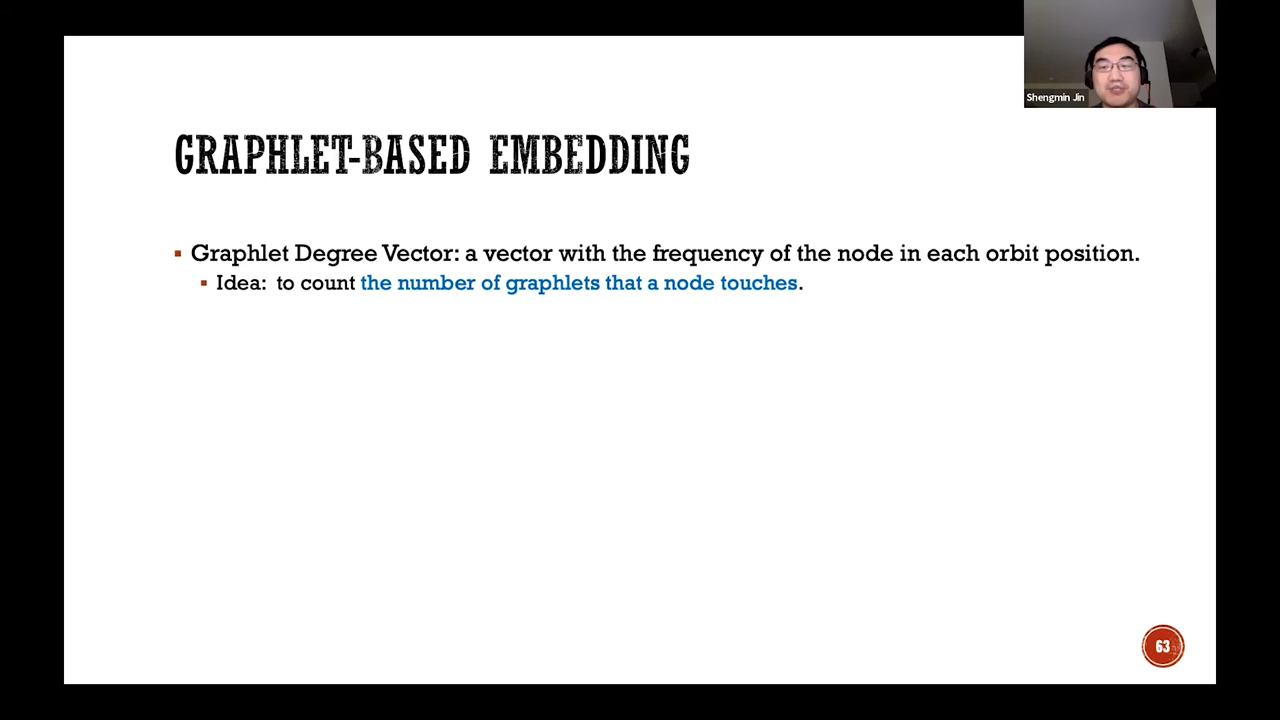 Shengmin Jin
GRAPHLET-BASED EMBEDDING
▪ Graphlet Degree Vector: a vector with the frequency of the node in each orbit position.
▪ Idea: to count the number of graphlets that a node touches.
63